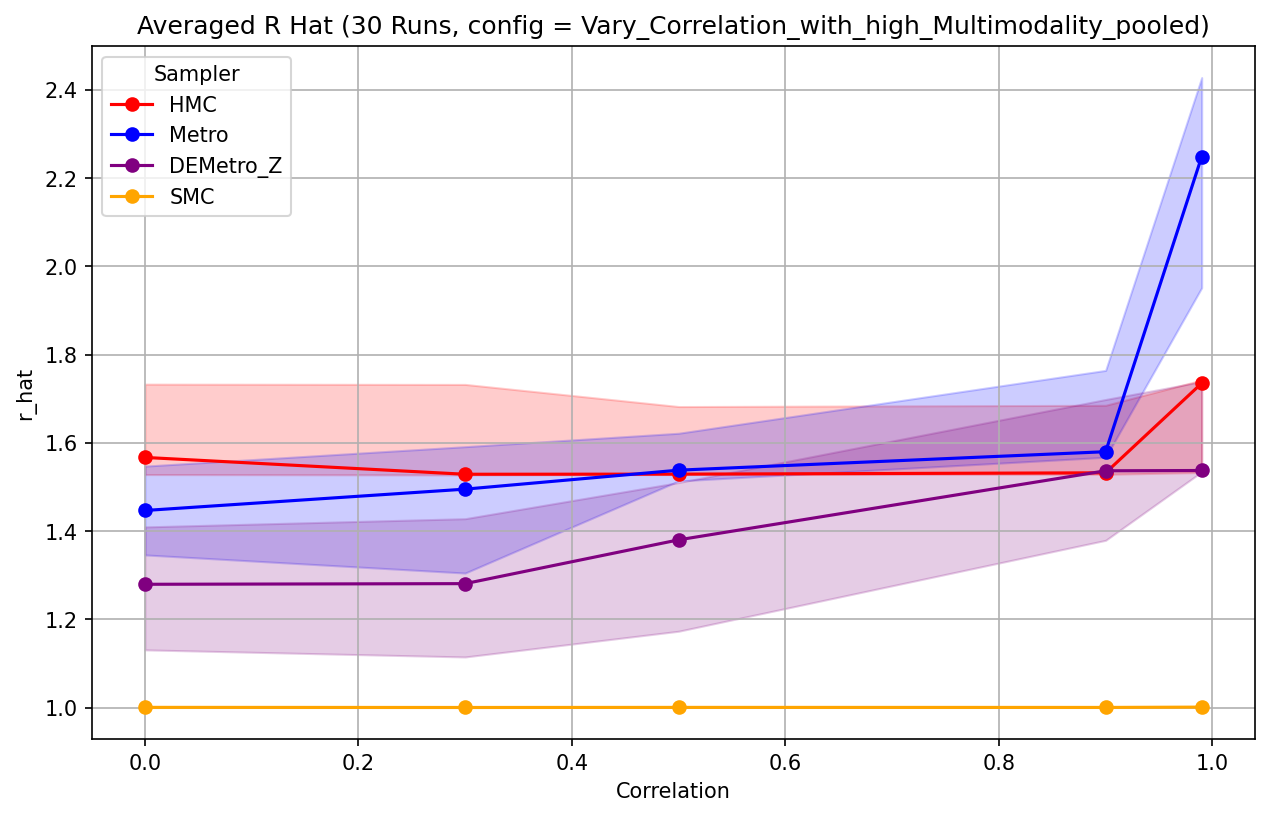 Averaged R Hat (30 Runs, config = Vary_Correlation_with_high_Multimodality_pooled)
Sampler
HMC
Metro
DEMetro_Z
SMC
r_hat
2.4
2.2
2.0
1.8
1.6
1.4
1.2
1.0
0.0 0.2 0.4 0.6 0.8 1.0
Correlation